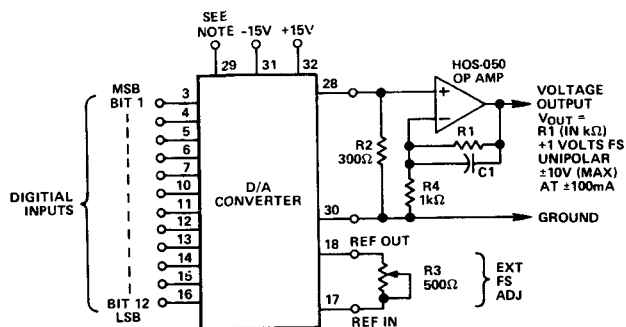 SEE
NOTE -15V +15V
29 31 32
HOS-050
OP AMP
28
+
−
MSB
BIT 1 3
4
5
6
7
10
11
12
13
14
15
BIT 12 16
LSB
DIGITIAL
INPUTS
D/A
CONVERTER
R2
300Ω
R1
C1
R4
1kΩ
VOLTAGE
OUTPUT
VOUT =
R1 (IN kΩ)
+1 VOLTS FS
UNIPOLAR
±10V (MAX)
AT ±100mA
30
GROUND
18 REF OUT
R3
500Ω
17
REF IN
EXT
FS
ADJ